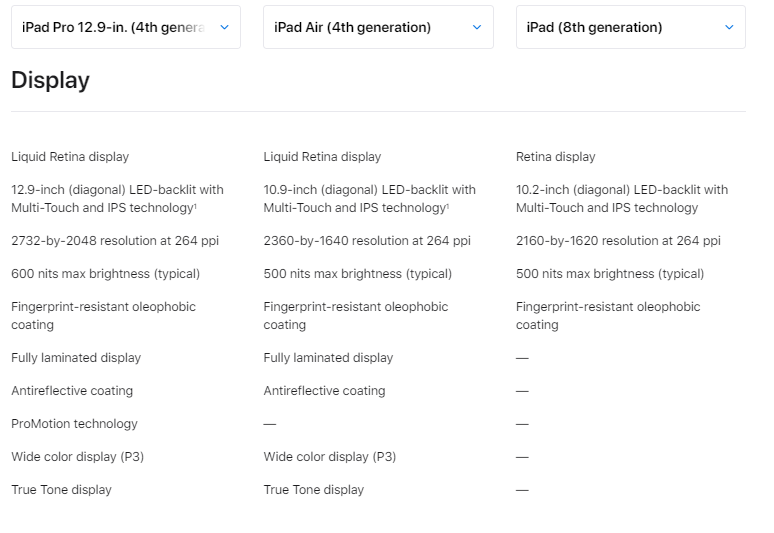 iPad Pro 12.9-in. (4th genera
iPad Air (4th generation)
iPad (8th generation)
Display
Liquid Retina display
Liquid Retina display
Retina display
12.9-inch (diagonal) LED-backlit with
Multi-Touch and IPS technology¹
10.9-inch (diagonal) LED-backlit with
Multi-Touch and IPS technology¹
10.2-inch (diagonal) LED-backlit with
Multi-Touch and IPS technology
2732-by-2048 resolution at 264 ppi
2360-by-1640 resolution at 264 ppi
2160-by-1620 resolution at 264 ppi
600 nits max brightness (typical)
500 nits max brightness (typical)
500 nits max brightness (typical)
Fingerprint-resistant oleophobic
coating
Fingerprint-resistant oleophobic
coating
Fingerprint-resistant oleophobic
coating
Fully laminated display
Fully laminated display
—
Antireflective coating
Antireflective coating
—
ProMotion technology
—
—
Wide color display (P3)
Wide color display (P3)
—
True Tone display
True Tone display
—